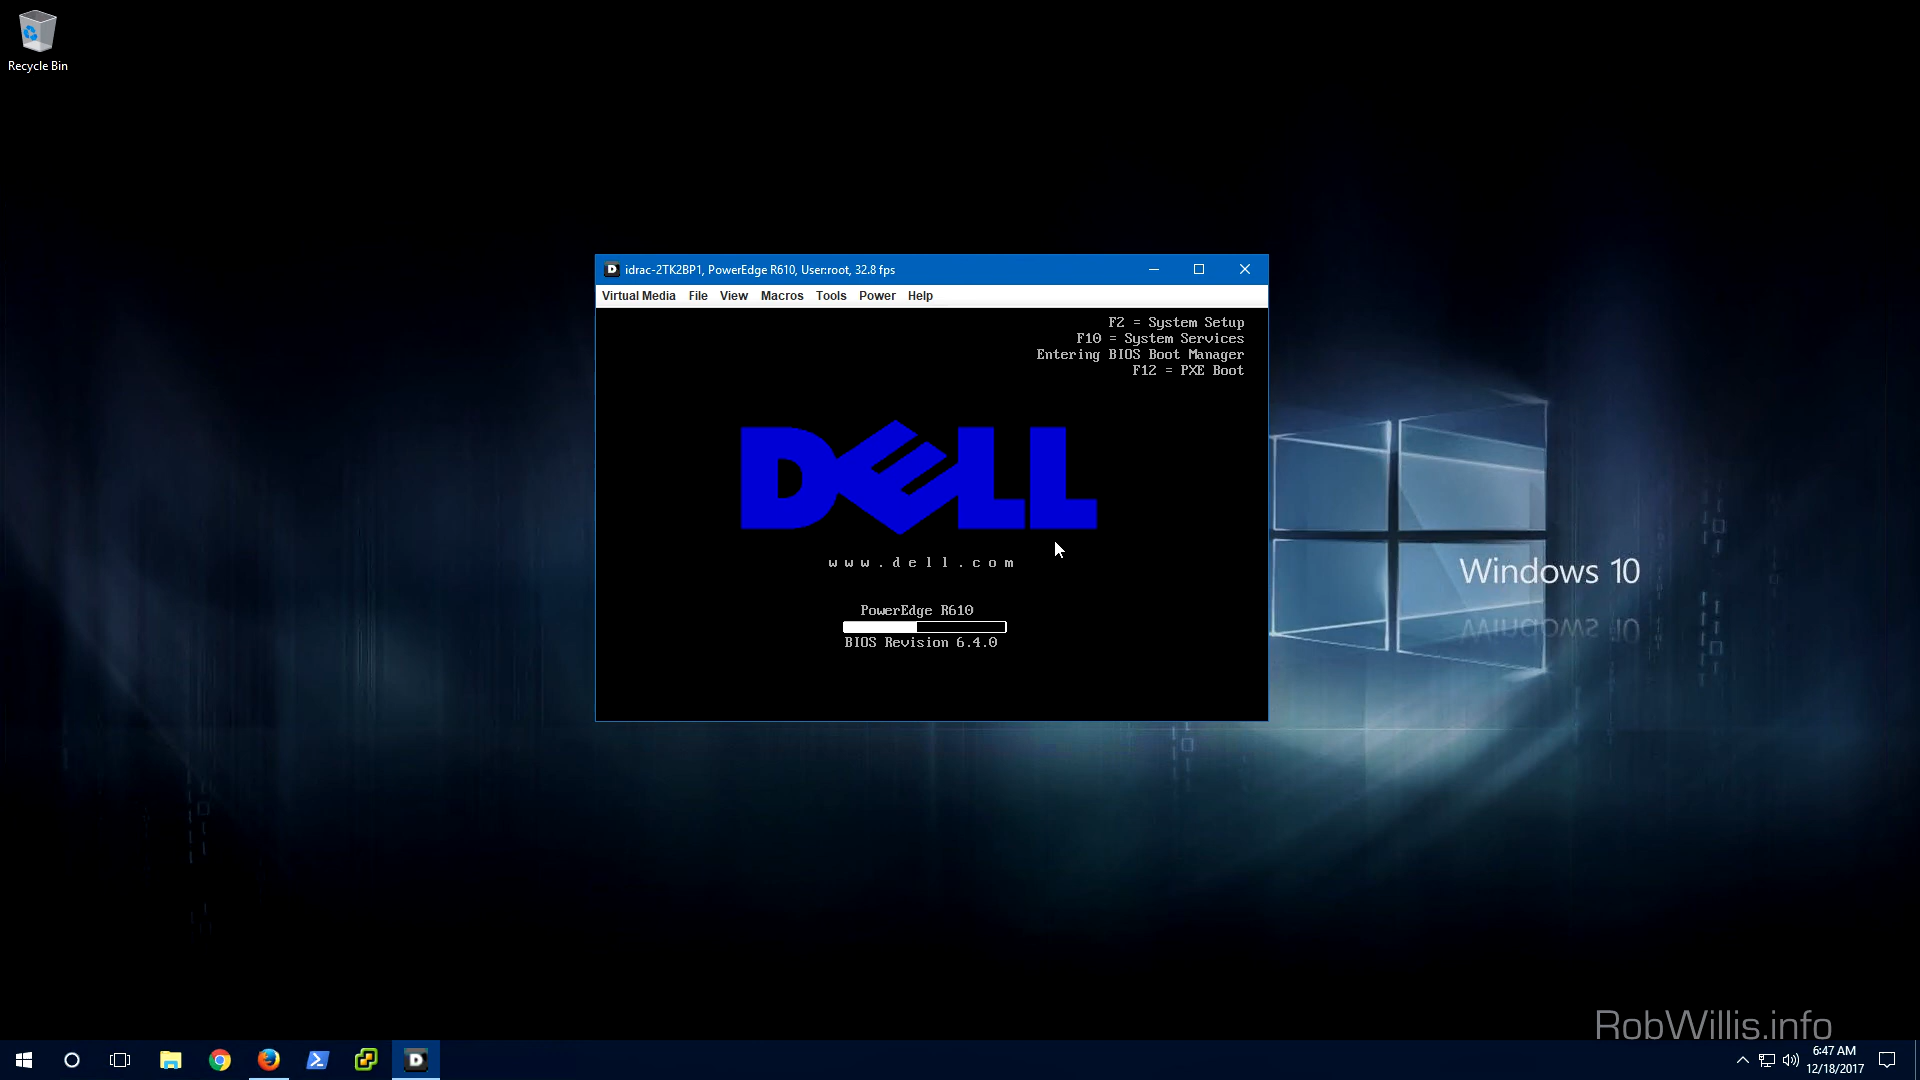 Recycle Bin
idrac-2TK2BP1, PowerEdge R610, User:root, 32.8 fps
Virtual Media File View Macros Tools Power Help
F2 = System Setup
F10 = System Services
Entering BIOS Boot Manager
F12 = PXE Boot
DELL
www.dell.com
PowerEdge R610
BIOS Revision 6.4.0
Windows 10
RobWillis.info
6:47 AM
12/18/2017